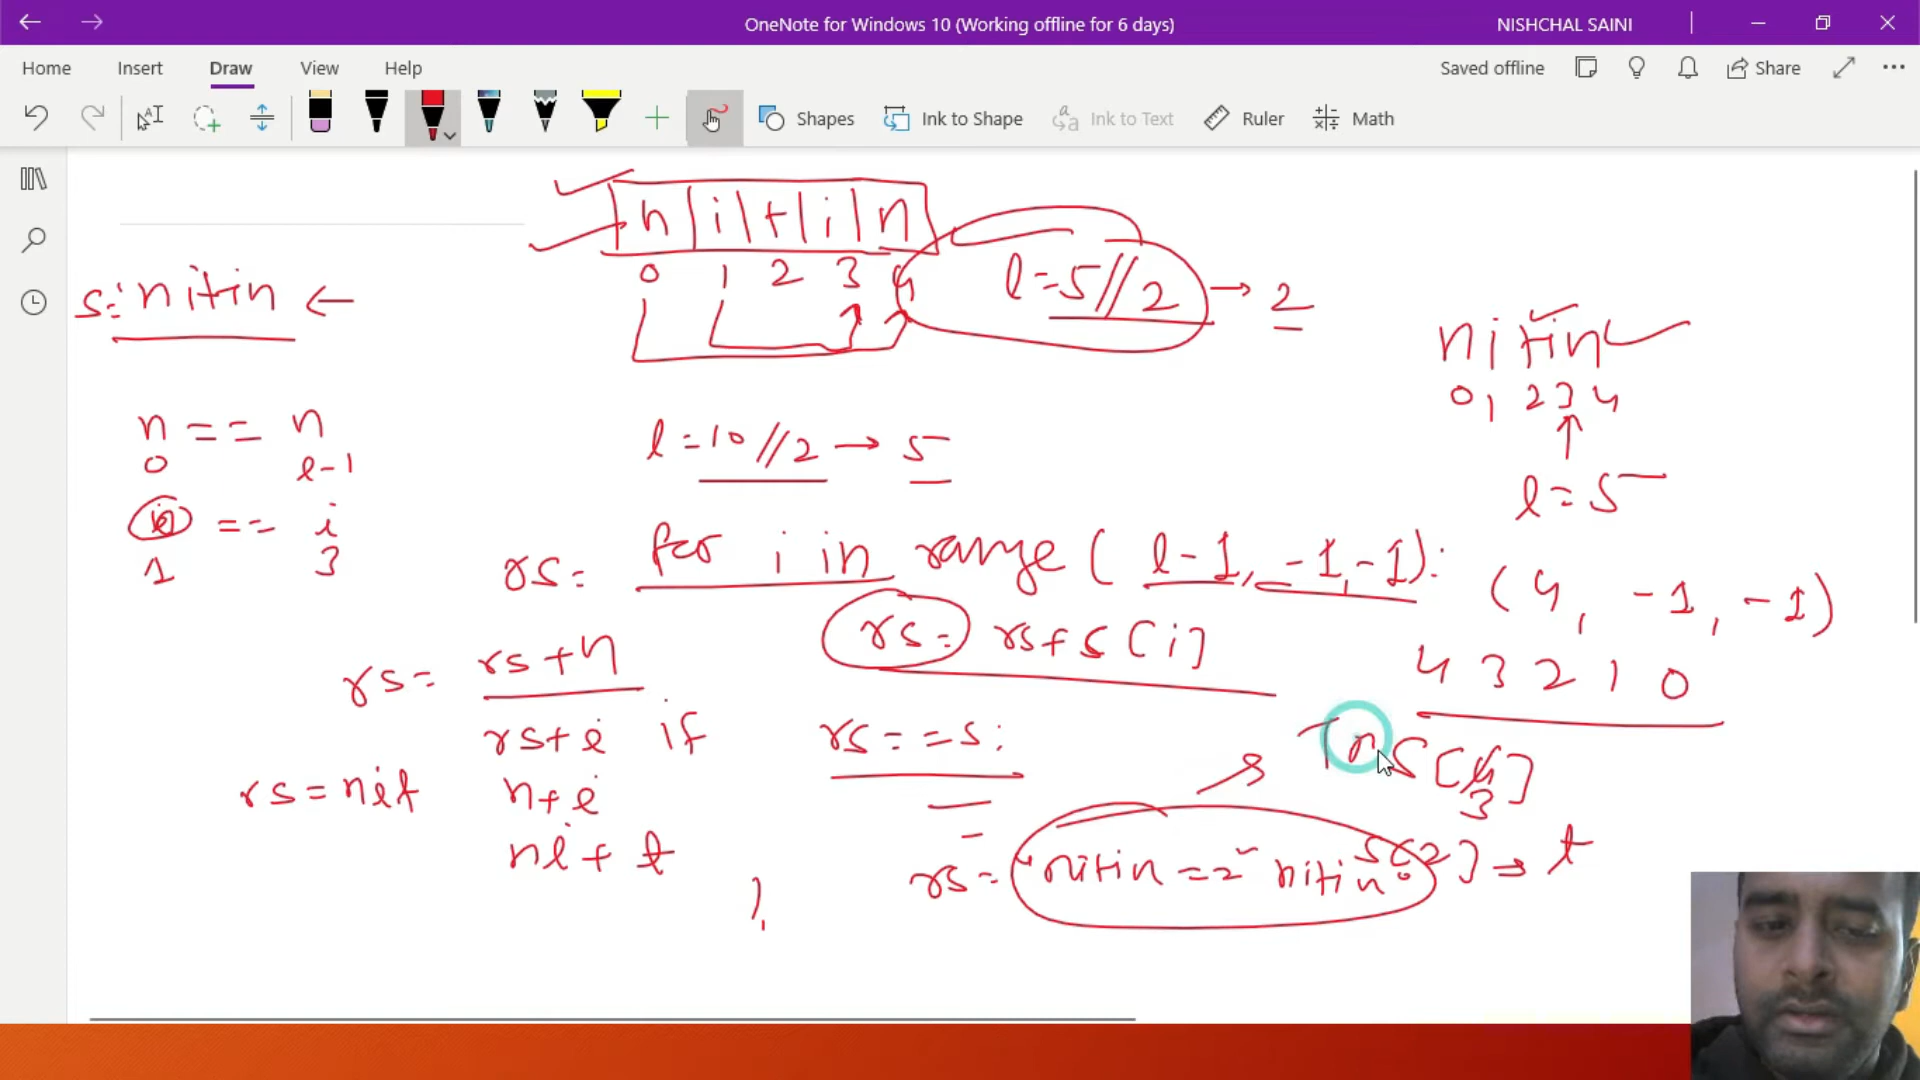 OneNote for Windows 10 (Working offline for 6 days)
NISHCHAL SAINI
Home Insert Draw View Help
Saved offline
Share
Shapes Ink to Shape Ink to Text Ruler Math
n | i | t | i | n
0 1 2 3 4
l = 5 // 2 → 2
s = 'nitin ←
nitin
0 1 2 3 4
l = 5
n == n
0 l-1
i == i
1 3
l = 10 // 2 → 5
rs = for i in range ( l-1, -1, -1):
(4, -1, -1)
rs = rs + s [i]
4 3 2 1 0
rs = rs + n
rs + i if rs == s :
S [4]
3
rs = nit n + i
ni + t
rs = "nitin == nitin"
S[2] → t